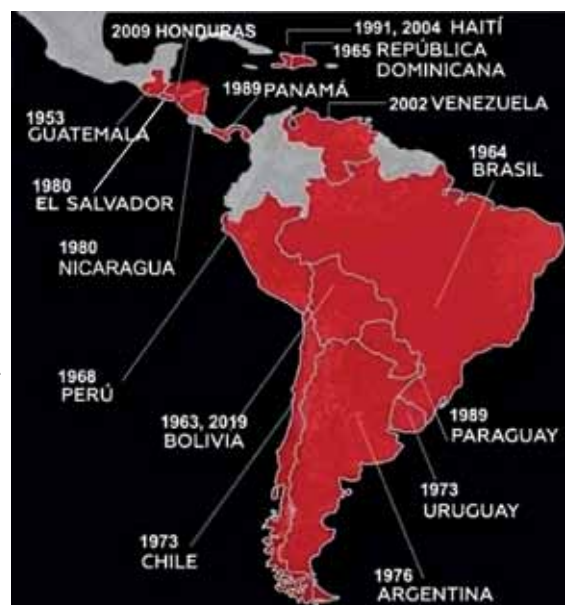 2009 HONDURAS
1991, 2004 HAITÍ
1965 REPÚBLICA
DOMINICANA
1989 PANAMÁ
2002 VENEZUELA
1953
GUATEMALA
1964
BRASIL
1980
EL SALVADOR
1980
NICARAGUA
1968
PERÚ
1963, 2019
BOLIVIA
1989
PARAGUAY
1973
URUGUAY
1973
CHILE
1976
ARGENTINA